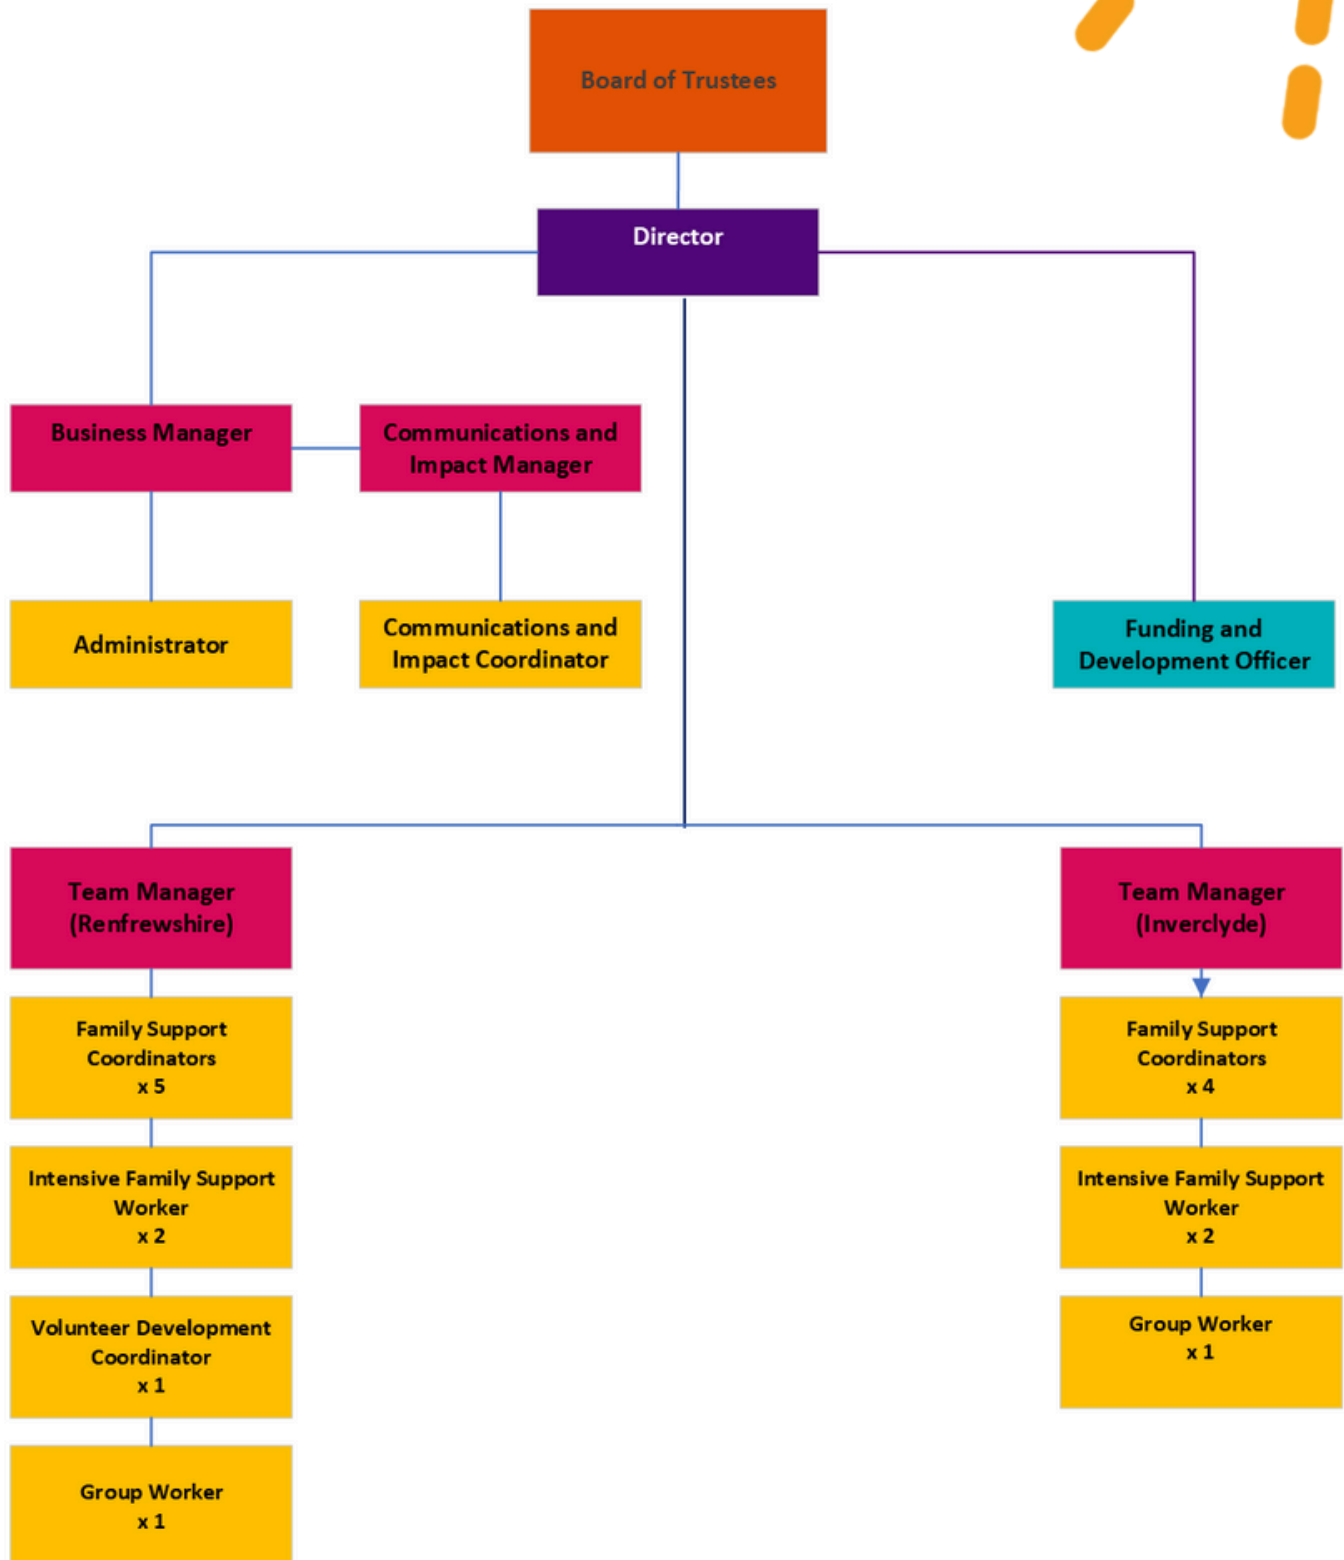 Board of Trustees
Director
Business Manager
Communications and
Impact Manager
Administrator
Communications and
Impact Coordinator
Funding and
Development Officer
Team Manager
(Renfrewshire)
Team Manager
(Inverclyde)
Family Support
Coordinators
x 5
Family Support
Coordinators
x 4
Intensive Family Support
Worker
x 2
Intensive Family Support
Worker
x 2
Volunteer Development
Coordinator
x 1
Group Worker
x 1
Group Worker
x 1